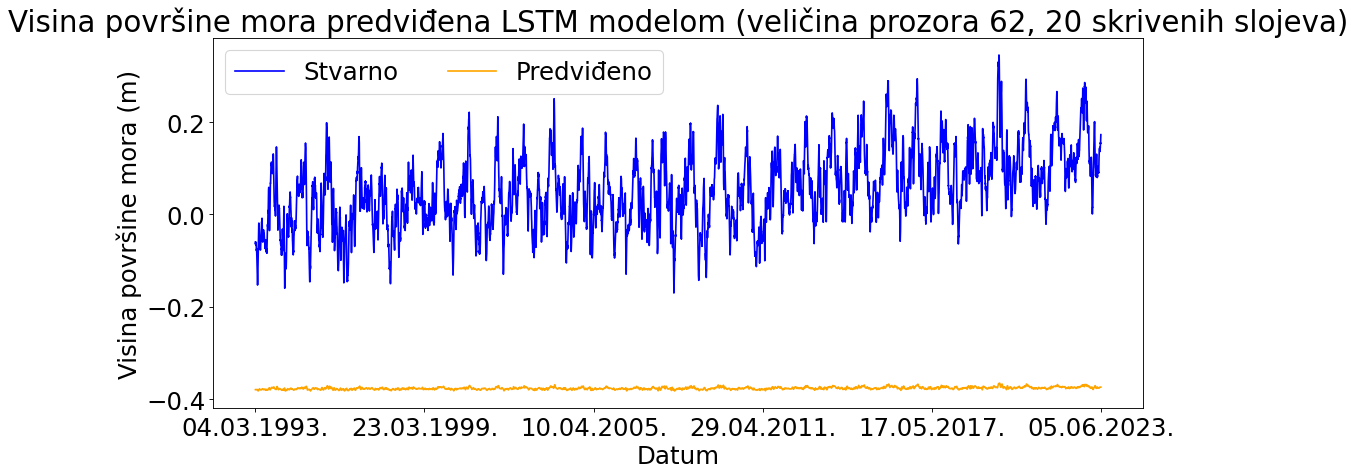 Visina površine mora predviđena LSTM modelom (veličina prozora 62, 20 skrivenih slojeva)
Stvarno
Predviđeno
Visina površine mora (m)
0.2
0.0
−0.2
−0.4
04.03.1993.
23.03.1999.
10.04.2005.
29.04.2011.
17.05.2017.
05.06.2023.
Datum